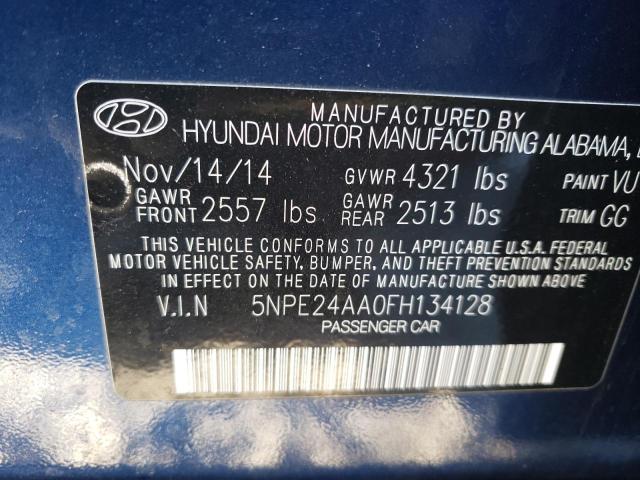 MANUFACTURED BY
HYUNDAI MOTOR MANUFACTURING ALABAMA,
Nov/14/14 GVWR 4321 lbs PAINT VU
GAWR FRONT 2557 lbs GAWR REAR 2513 lbs TRIM GG
THIS VEHICLE CONFORMS TO ALL APPLICABLE U.S.A. FEDERAL
MOTOR VEHICLE SAFETY, BUMPER, AND THEFT PREVENTION STANDARDS
IN EFFECT ON THE DATE OF MANUFACTURE SHOWN ABOVE.
V.I.N 5NPE24AA0FH134128
PASSENGER CAR